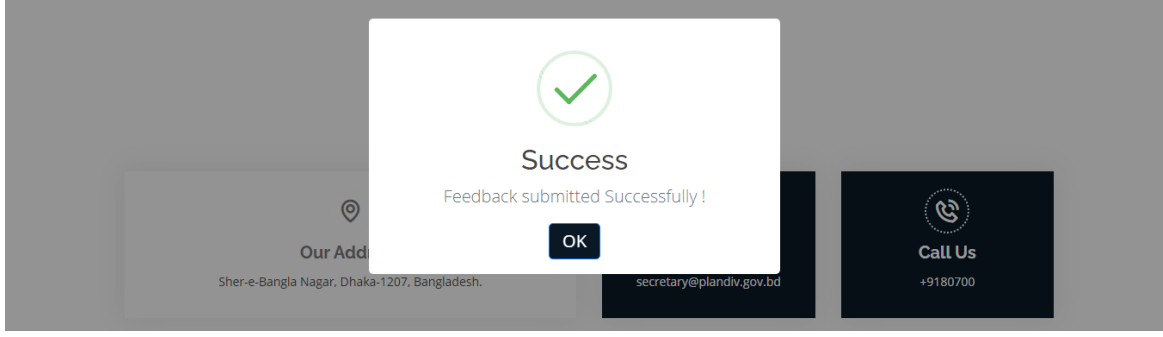 Success
Feedback submitted Successfully !
OK
Our Addr
Sher-e-Bangla Nagar, Dhaka-1207, Bangladesh.
secretary@plandiv.gov.bd
Call Us
+9180700